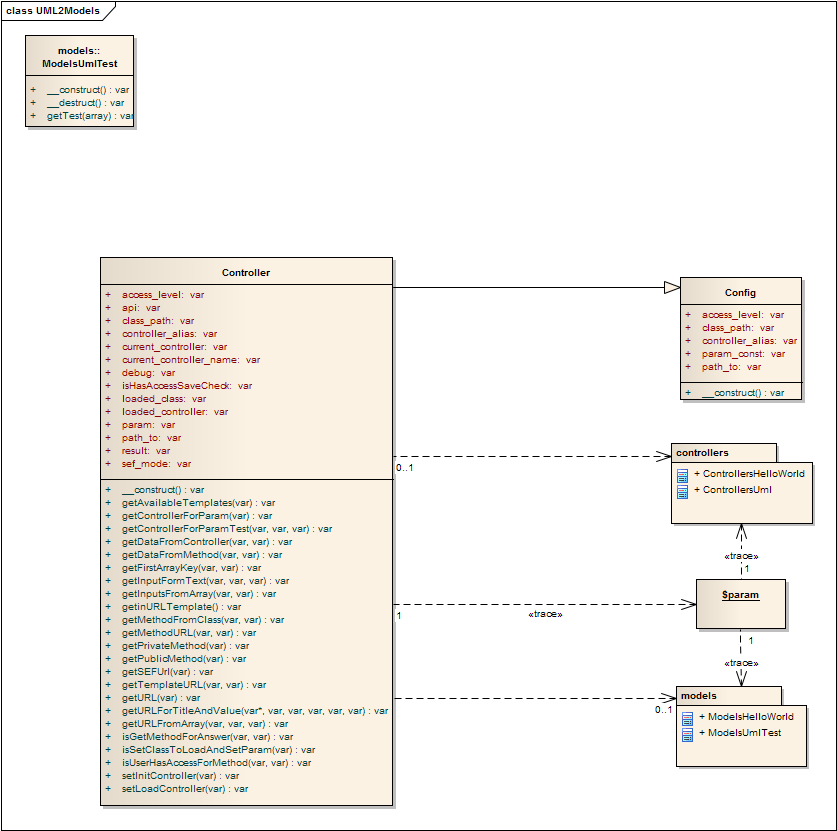 class UML2Models
models::
ModelsUmlTest
+ __construct() : var
+ __destruct() : var
+ getTest(array) : var
Controller
+ access_level: var
+ api: var
+ class_path: var
+ controller_alias: var
+ current_controller: var
+ current_controller_name: var
+ debug: var
+ isHasAccessSaveCheck: var
+ loaded_class: var
+ loaded_controller: var
+ param: var
+ path_to: var
+ result: var
+ sef_mode: var
+ __construct() : var
+ getAvailableTemplates(var) : var
+ getControllerForParam(var) : var
+ getControllerForParamTest(var, var, var) : var
+ getDataFromController(var, var) : var
+ getDataFromMethod(var, var) : var
+ getFirstArrayKey(var, var) : var
+ getInputFormText(var, var) : var
+ getInputsFromArray(var, var) : var
+ getinURLTemplate() : var
+ getMethodFromClass(var, var) : var
+ getMethodURL(var, var) : var
+ getPrivateMethod(var) : var
+ getPublicMethod(var) : var
+ getSEFUrl(var) : var
+ getTemplateURL(var, var) : var
+ getURL(var) : var
+ getURLForTitleAndValue(var*, var, var, var, var, var) : var
+ getURLFromArray(var, var, var) : var
+ isGetMethodForAnswer(var, var) : var
+ isSetClassToLoadAndSetParam(var) : var
+ isUserHasAccessForMethod(var, var) : var
+ setInitController(var) : var
+ setLoadController(var) : var
Config
+ access_level: var
+ class_path: var
+ controller_alias: var
+ param_const: var
+ path_to: var
+ __construct() : var
0..1
controllers
+ ControllersHelloWorld
+ ControllersUml
«trace»
1
$param
1
«trace»
1
«trace»
0..1
models
+ ModelsHelloWorld
+ ModelsUmlTest